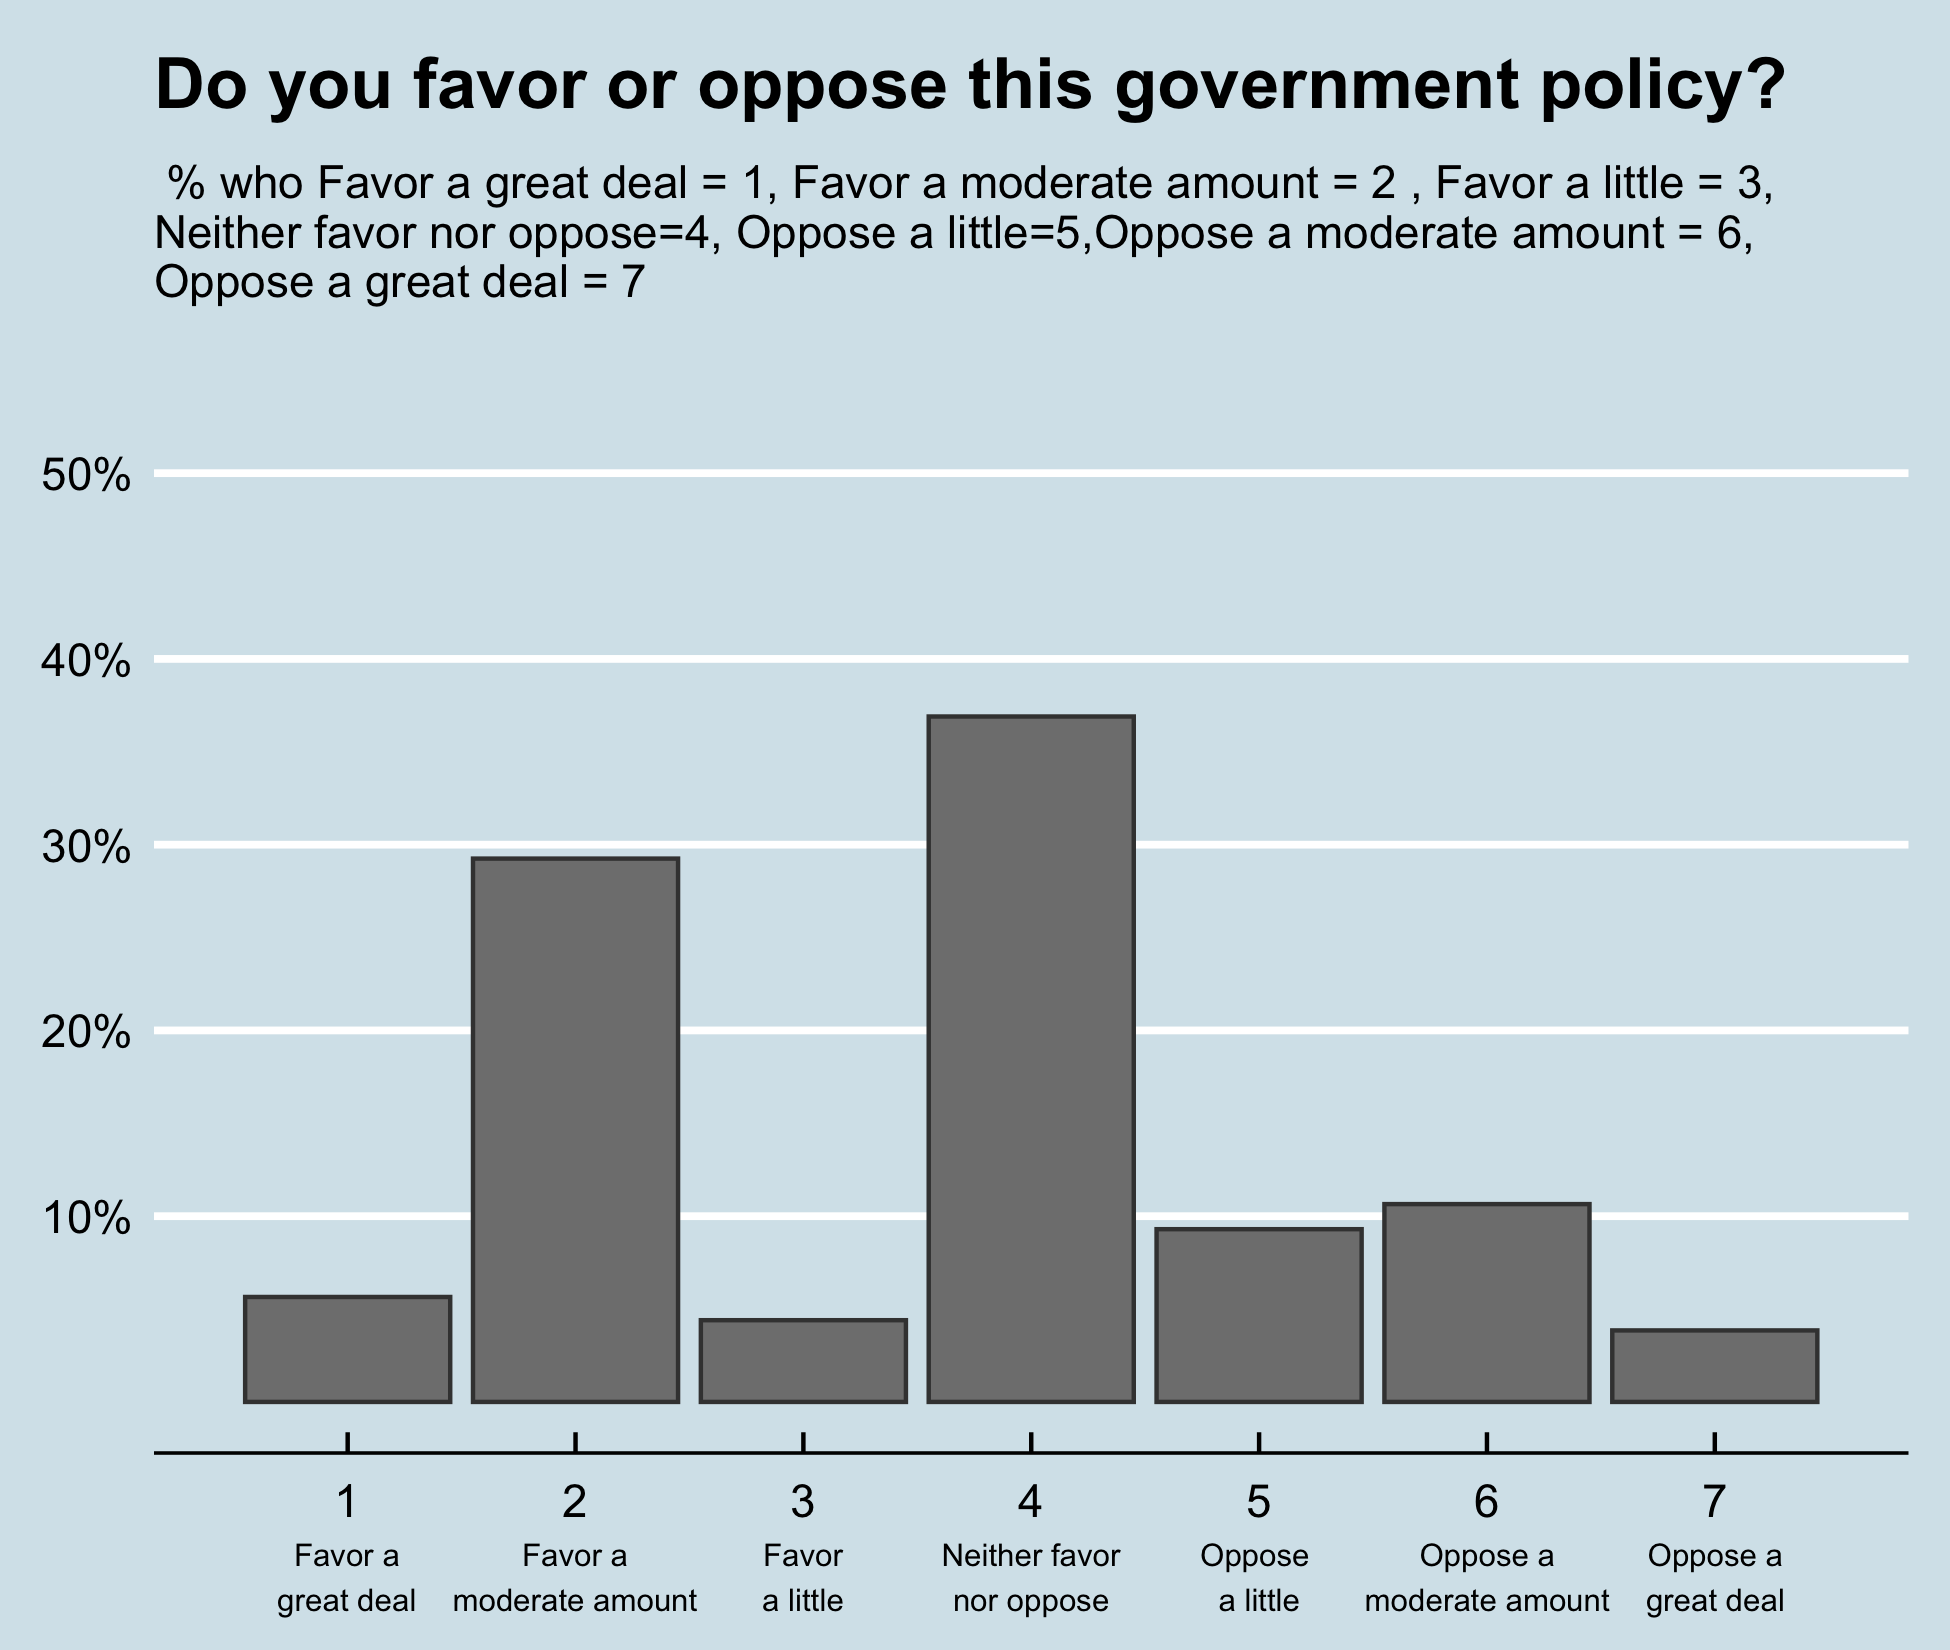 Do you favor or oppose this government policy?
% who Favor a great deal = 1, Favor a moderate amount = 2 , Favor a little = 3,
Neither favor nor oppose=4, Oppose a little=5,Oppose a moderate amount = 6,
Oppose a great deal = 7
50%
40%
30%
20%
10%
1 2 3 4 5 6 7
Favor a Favor a Favor Neither favor Oppose Oppose a Oppose a
great deal moderate amount a little nor oppose a little moderate amount great deal